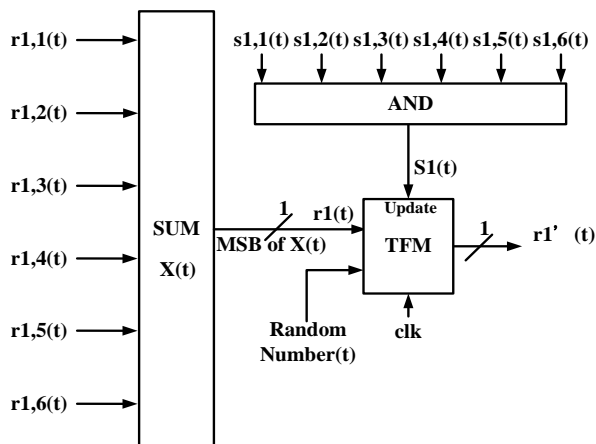 r1,1(t)
r1,2(t)
r1,3(t)
r1,4(t)
r1,5(t)
r1,6(t)
SUM
X(t)
s1,1(t) s1,2(t) s1,3(t) s1,4(t) s1,5(t) s1,6(t)
AND
S1(t)
1
r1(t)
MSB of X(t)
Update
TFM
1
r1' (t)
Random
Number(t)
clk